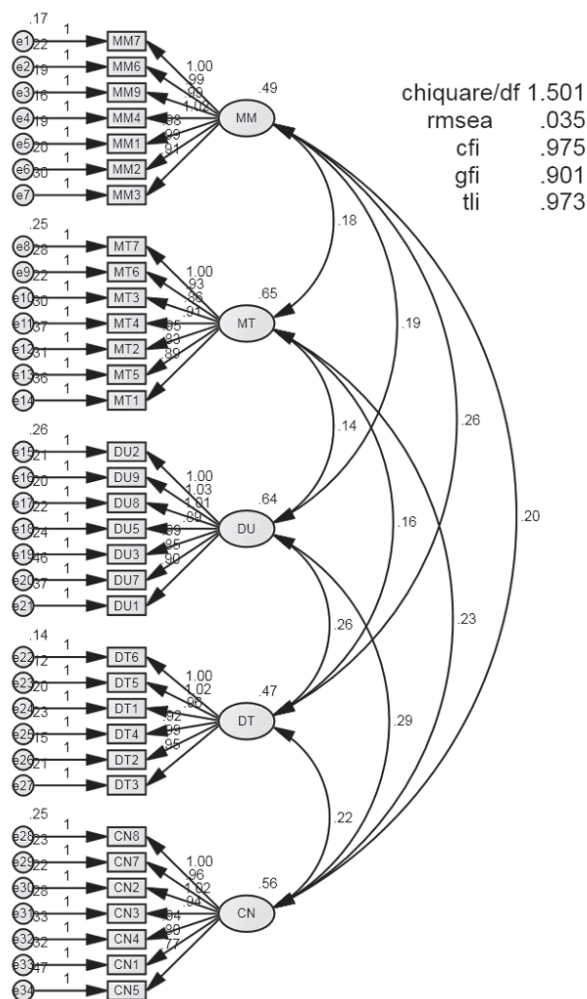 chiquare/df 1.501
rmsea .035
cfi .975
gfi .901
tli .973
.17
e1 1 MM7
.22
e2 1 MM6
.19
e3 1 MM9
.16
e4 1 MM4
.19
e5 1 MM1
.20
e6 1 MM2
.30
e7 1 MM3
1.00
.99
.99
1.02
.98
.99
.91
.49
MM
.25
e8 1 MT7
.28
e9 1 MT6
.22
e10 1 MT3
.30
e11 1 MT4
.37
e12 1 MT2
.31
e13 1 MT5
.36
e14 1 MT1
1.00
.93
.86
.91
.95
.83
.89
.65
MT
.26
e15 1 DU2
.21
e16 1 DU9
.20
e17 1 DU8
.22
e18 1 DU5
.24
e19 1 DU3
.46
e20 1 DU7
.37
e21 1 DU1
1.00
1.03
1.01
.89
.85
.90
.64
DU
.14
e22 1 DT6
.12
e23 1 DT5
.20
e24 1 DT1
.23
e25 1 DT4
.15
e26 1 DT2
.21
e27 1 DT3
1.00
1.02
.96
.92
.99
.95
.47
DT
.25
e28 1 CN8
.23
e29 1 CN7
.22
e30 1 CN2
.28
e31 1 CN3
.33
e32 1 CN4
.32
e33 1 CN1
.47
e34 1 CN5
1.00
.96
1.02
.94
.94
.80
.77
.56
CN
.18
.19
.26
.20
.14
.16
.23
.26
.29
.22